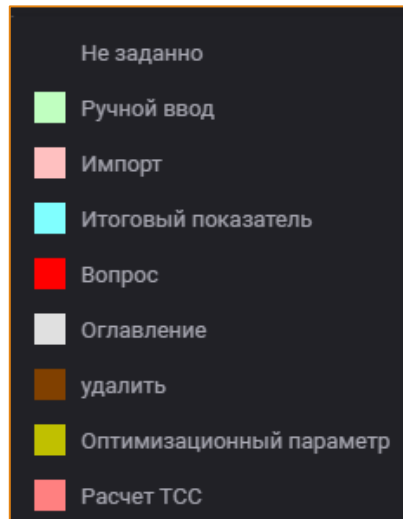 Не заданно
Ручной ввод
Импорт
Итоговый показатель
Вопрос
Оглавление
удалить
Оптимизационный параметр
Расчет ТСС